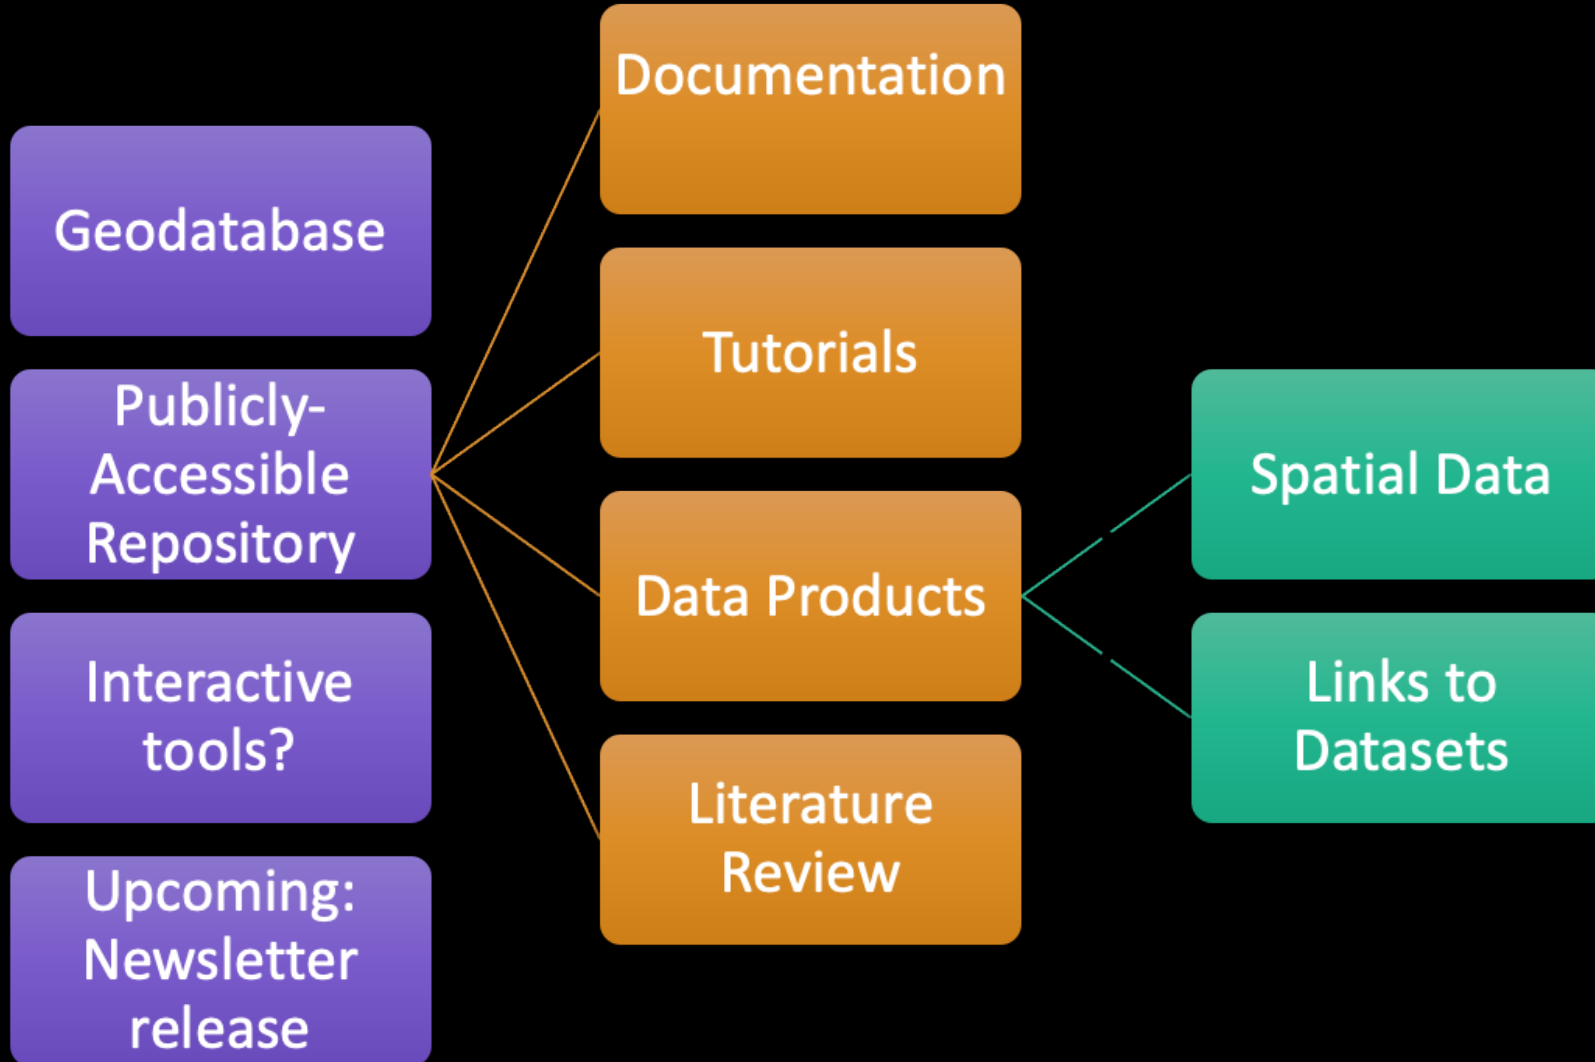 Geodatabase
Publicly-
Accessible
Repository
Interactive
tools?
Upcoming:
Newsletter
release
Documentation
Tutorials
Data Products
Literature
Review
Spatial Data
Links to
Datasets